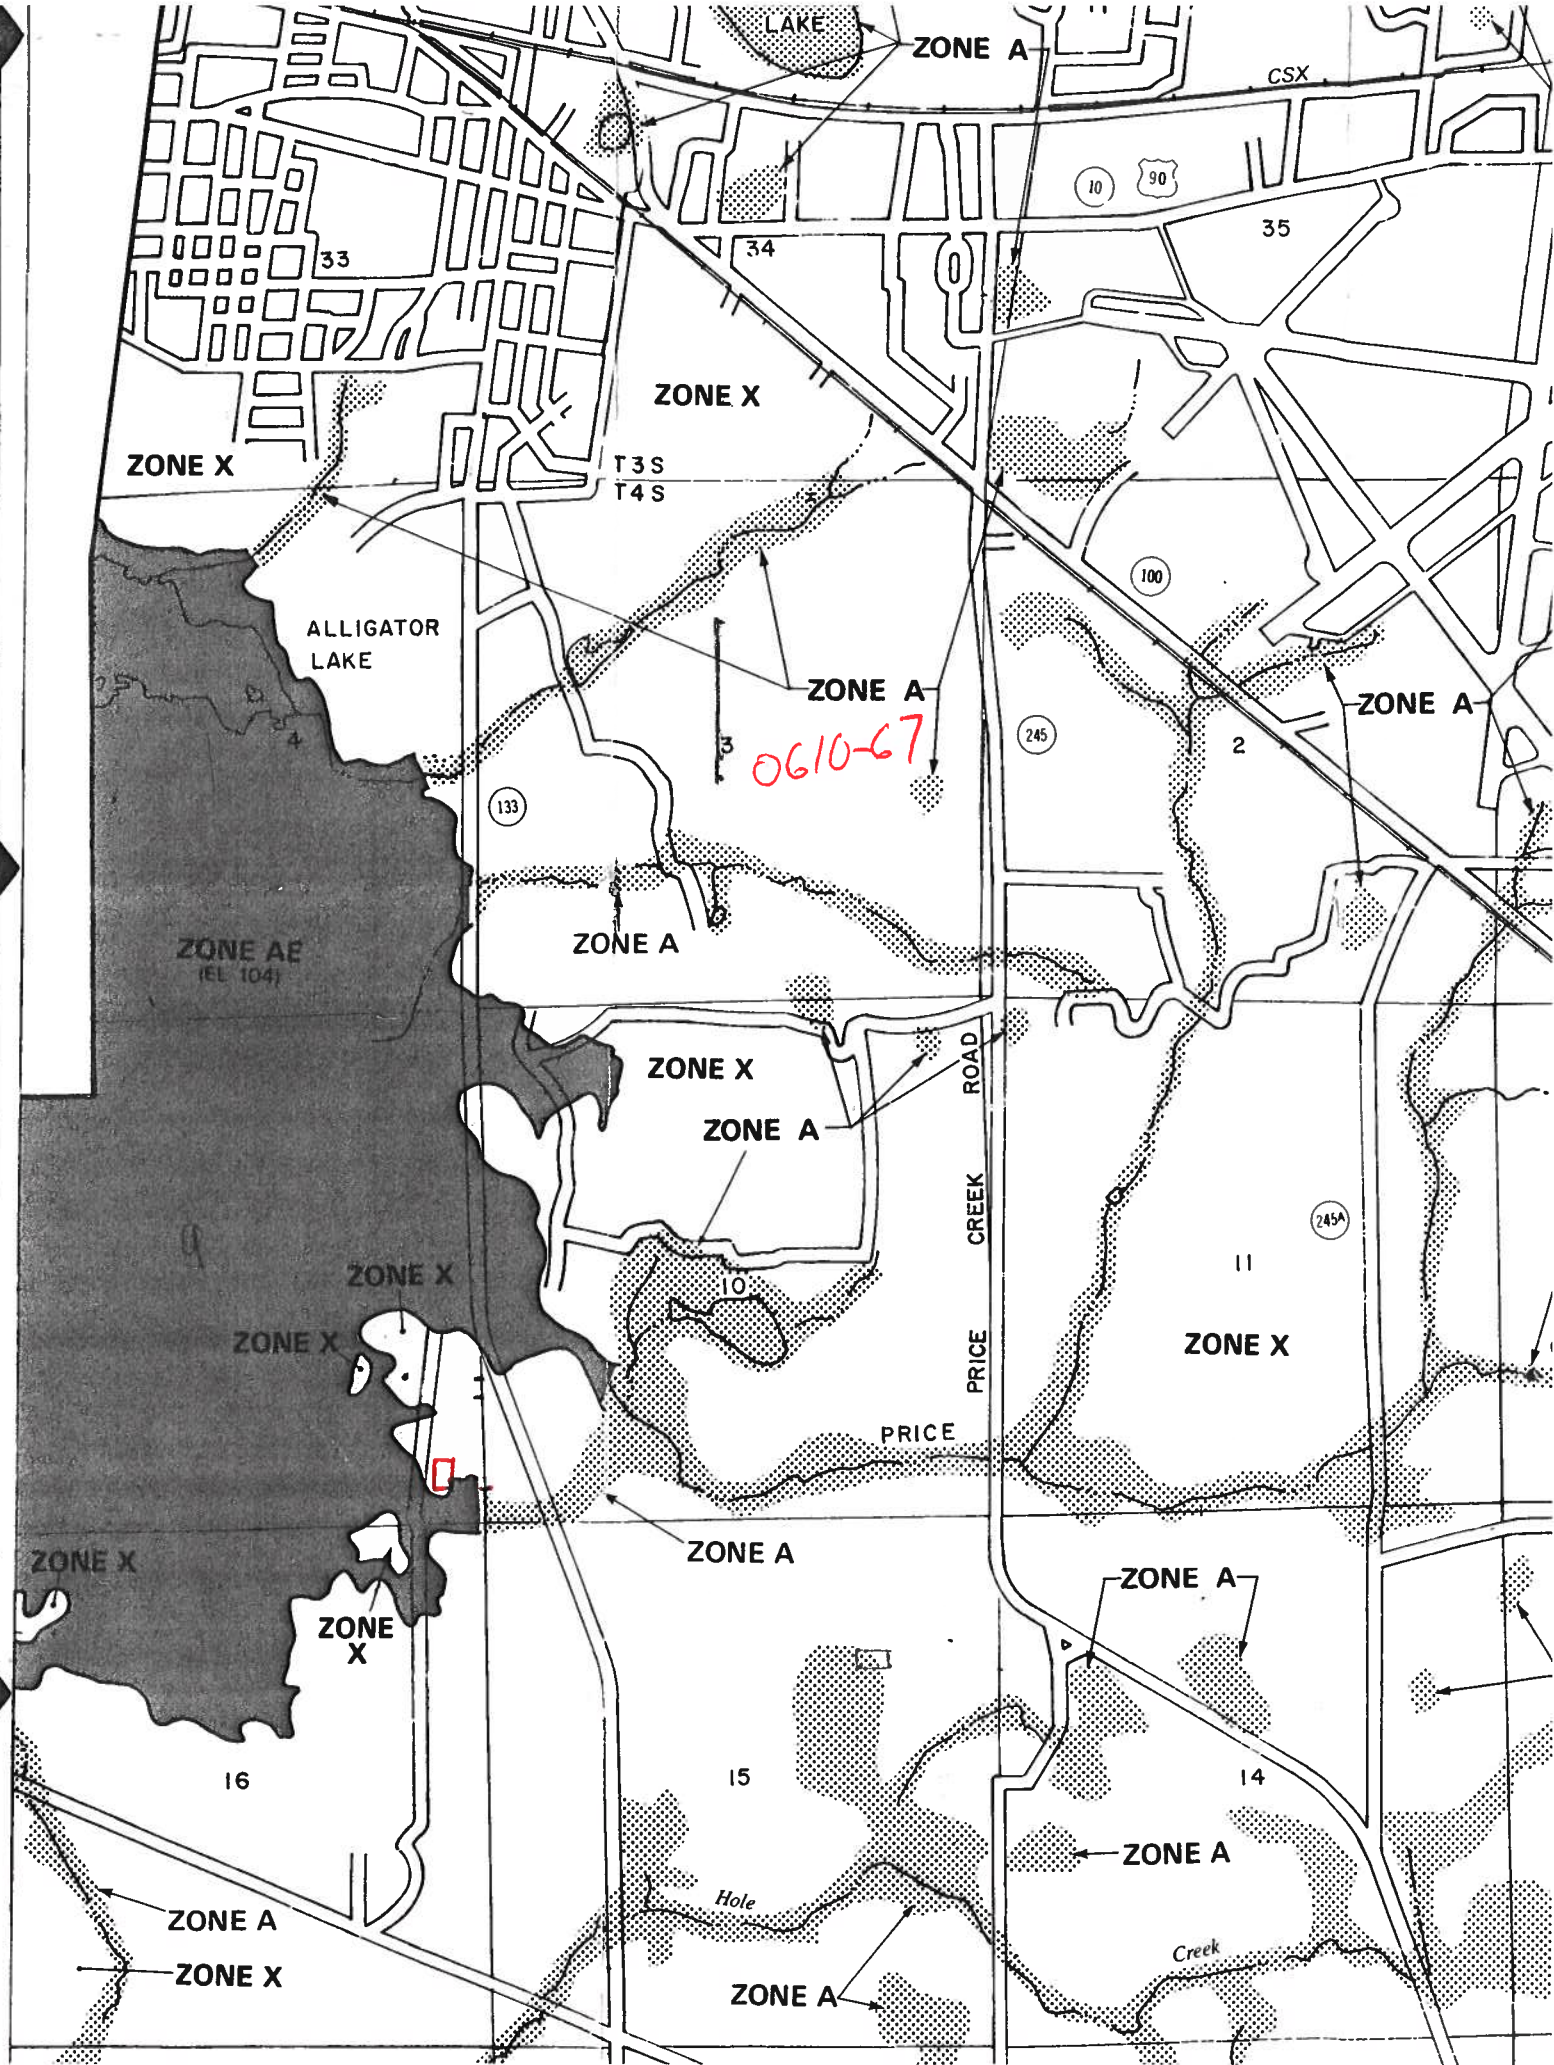 LAKE
ZONE A
CSX
10
90
33
34
35
ZONE X
ZONE X
T3S
T4S
100
ALLIGATOR
LAKE
ZONE A
ZONE A
4
3
0610-67
245
2
133
ZONE AE
(EL 104)
ZONE A
ZONE X
ZONE A
PRICE CREEK ROAD
245A
9
ZONE X
10
11
ZONE X
ZONE X
PRICE
ZONE A
ZONE X
ZONE A
ZONE
X
16
15
14
ZONE A
Hole
ZONE A
Creek
ZONE X
ZONE A